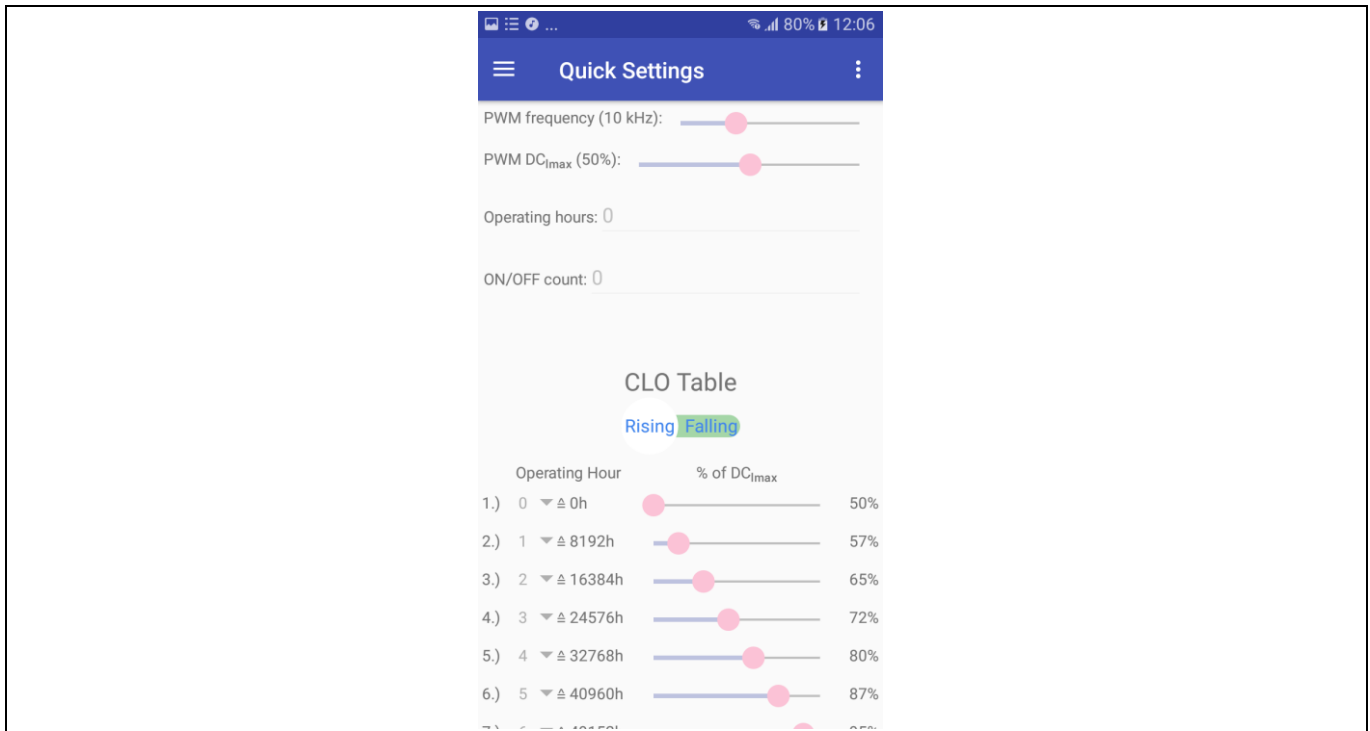 ... 80% 12:06
Quick Settings
PWM frequency (10 kHz):
PWM DCImax (50%):
Operating hours: 0
ON/OFF count: 0
CLO Table
Rising Falling
Operating Hour % of DCImax
1.) 0 ≙ 0h 50%
2.) 1 ≙ 8192h 57%
3.) 2 ≙ 16384h 65%
4.) 3 ≙ 24576h 72%
5.) 4 ≙ 32768h 80%
6.) 5 ≙ 40960h 87%